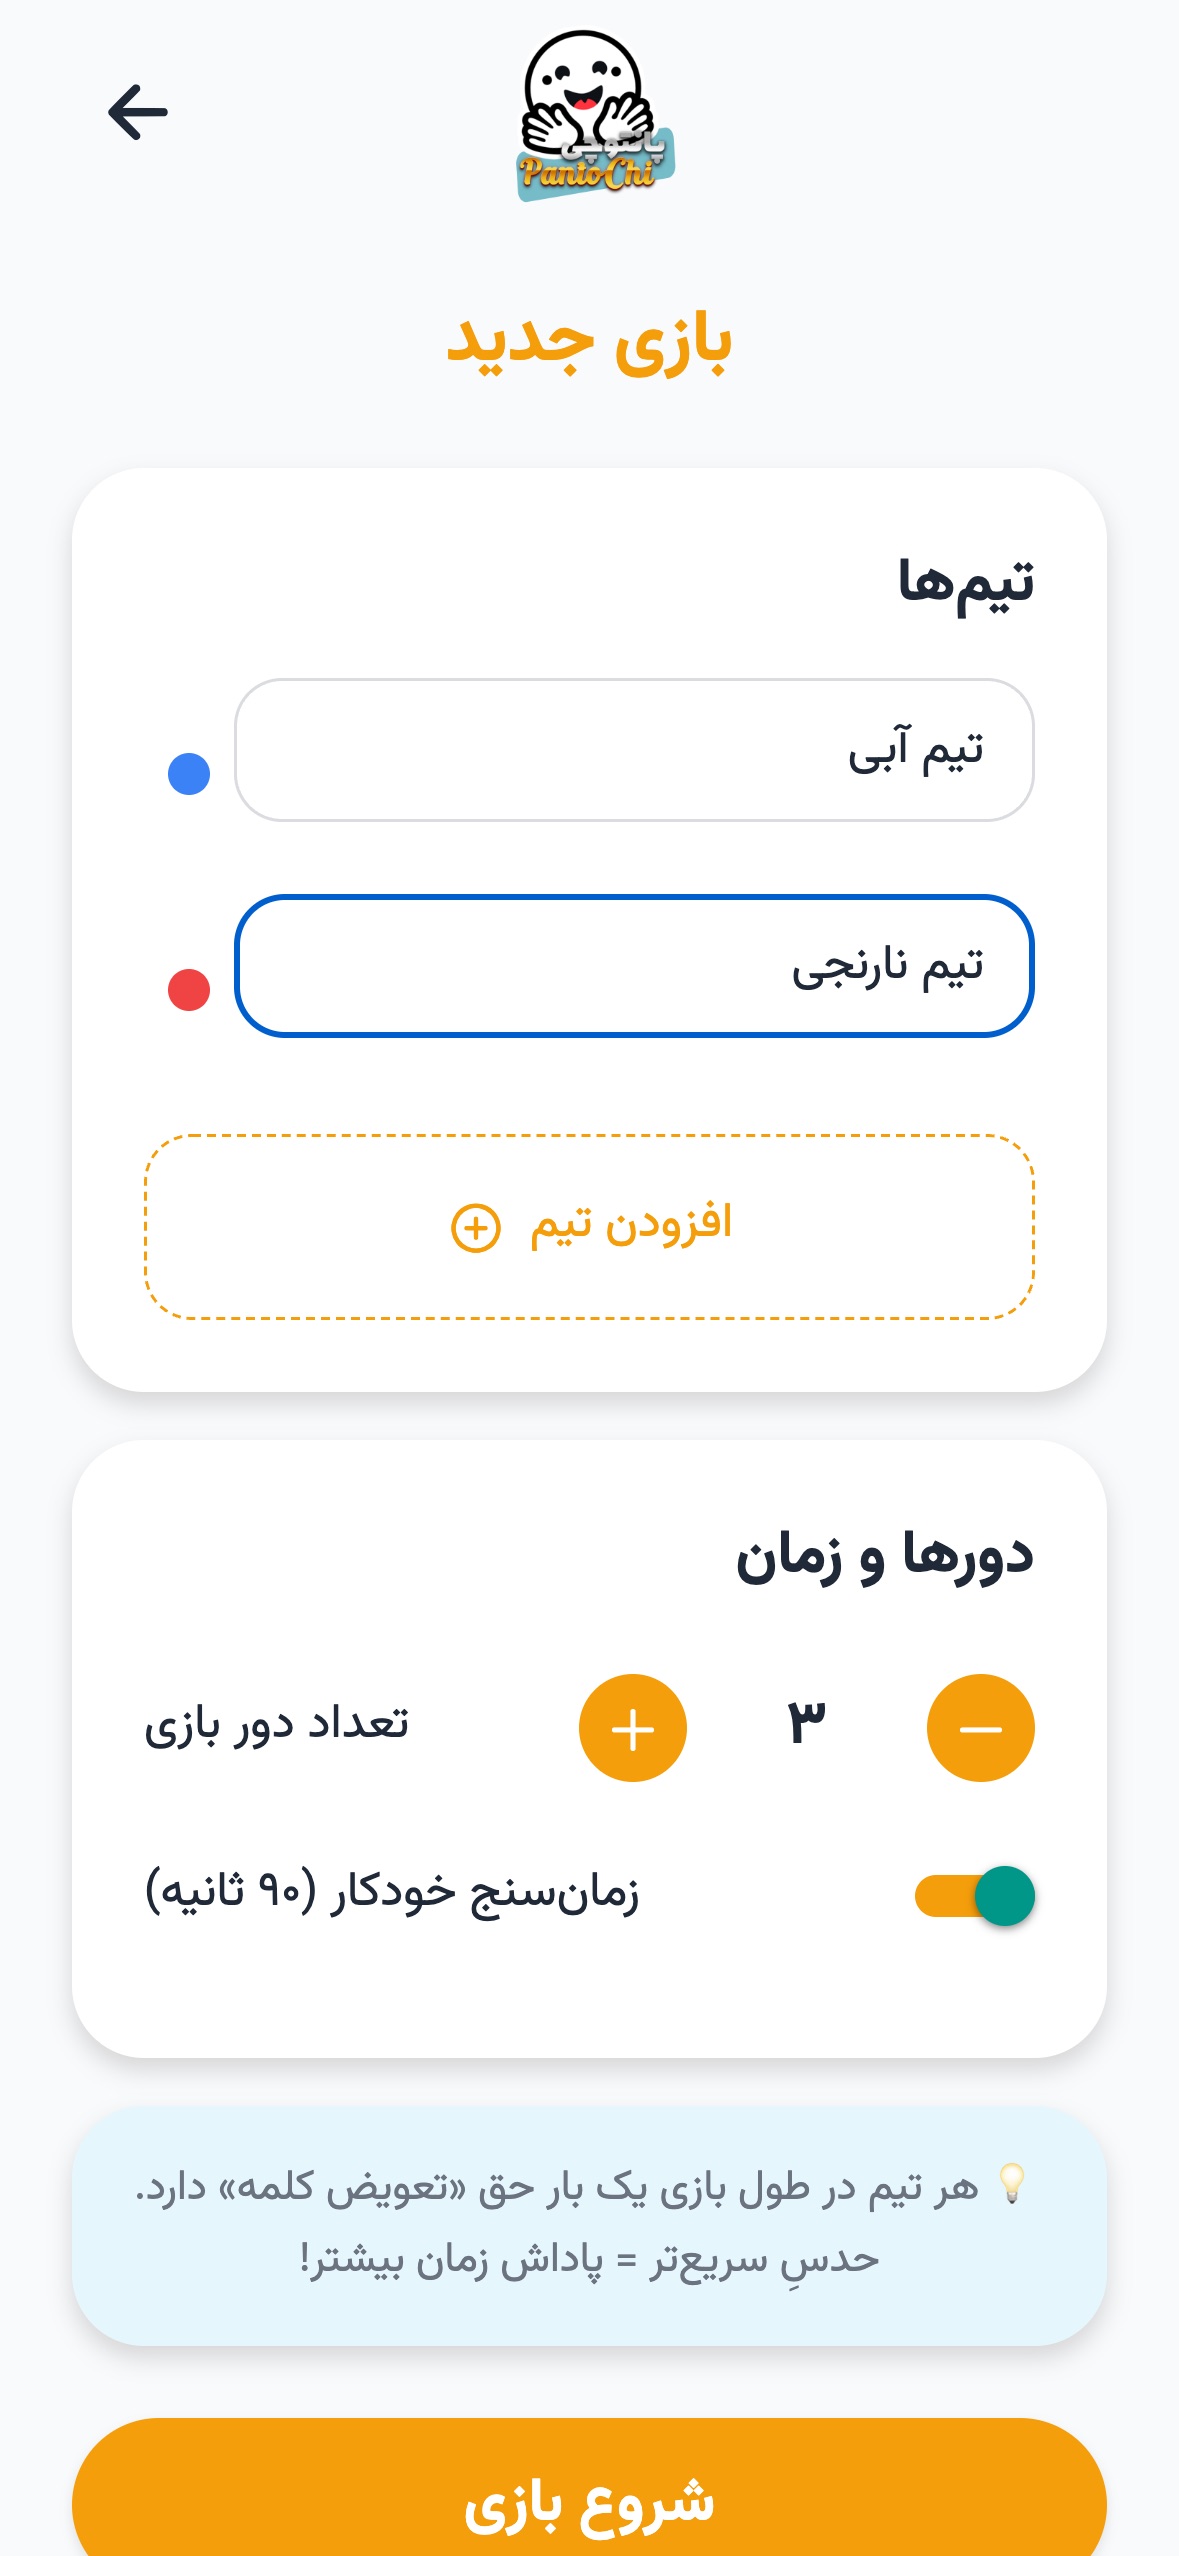 پانتوچی
PantoChi
بازی جدید
تیم‌ها
تیم آبی
تیم نارنجی
افزودن تیم
دورها و زمان
۳
تعداد دور بازی
زمان‌سنج خودکار (۹۰ ثانیه)
💡 هر تیم در طول بازی یک بار حق «تعویض کلمه» دارد.
حدسِ سریع‌تر = پاداش زمان بیشتر!
شروع بازی